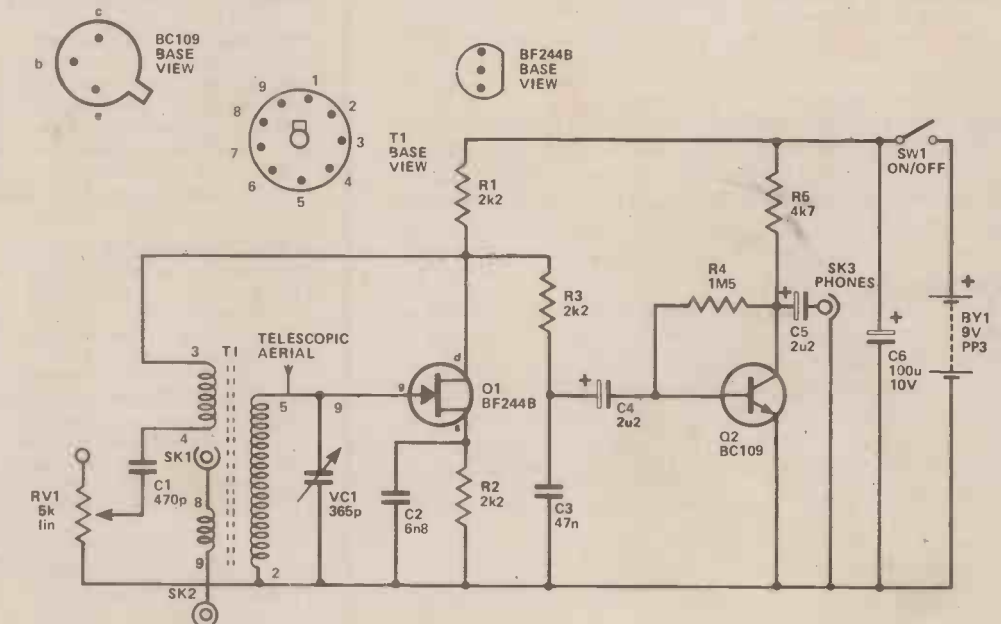 c
b
e
BC109
BASE
VIEW
1
2
3
4
5
6
7
8
9
T1
BASE
VIEW
BF244B
BASE
VIEW
SW1
ON/OFF
R1
2k2
R6
4k7
R4
1M5
SK3
PHONES
+
C5
2u2
R3
2k2
+
BY1
9V
PP3
+
C6
100u
10V
3
T1
TELESCOPIC
AERIAL
5
9
d
g
s
Q1
BF244B
+
C4
2u2
Q2
BC109
4
SK1
C1
470p
RV1
5k
lin
8
9
SK2
2
VC1
365p
C2
6n8
R2
2k2
C3
47n